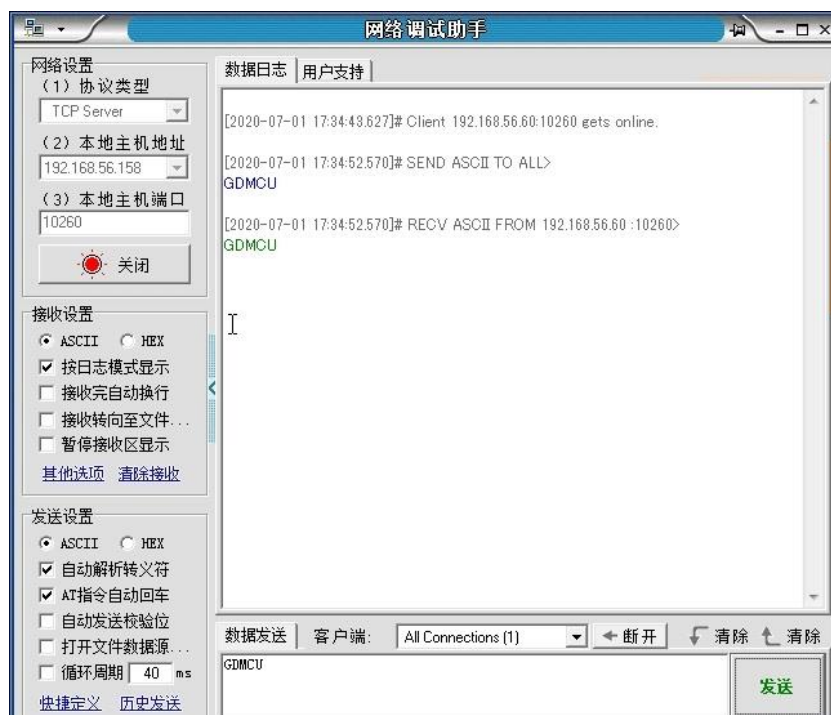 网络调试助手
网络设置
(1) 协议类型
TCP Server
(2) 本地主机地址
192.168.56.158
(3) 本地主机端口
10260
关闭
接收设置
ASCII HEX
按日志模式显示
接收完自动换行
接收转向至文件...
暂停接收区显示
其他选项 清除接收
发送设置
ASCII HEX
自动解析转义符
AT指令自动回车
自动发送校验位
打开文件数据源...
循环周期 40 ms
快捷定义 历史发送
数据日志 用户支持
[2020-07-01 17:34:43.627]# Client 192.168.56.60:10260 gets online.
[2020-07-01 17:34:52.570]# SEND ASCII TO ALL>
GDMCU
[2020-07-01 17:34:52.570]# RECV ASCII FROM 192.168.56.60 :10260>
GDMCU
数据发送 客户端: All Connections (1) 断开 清除 清除
GDMCU
发送